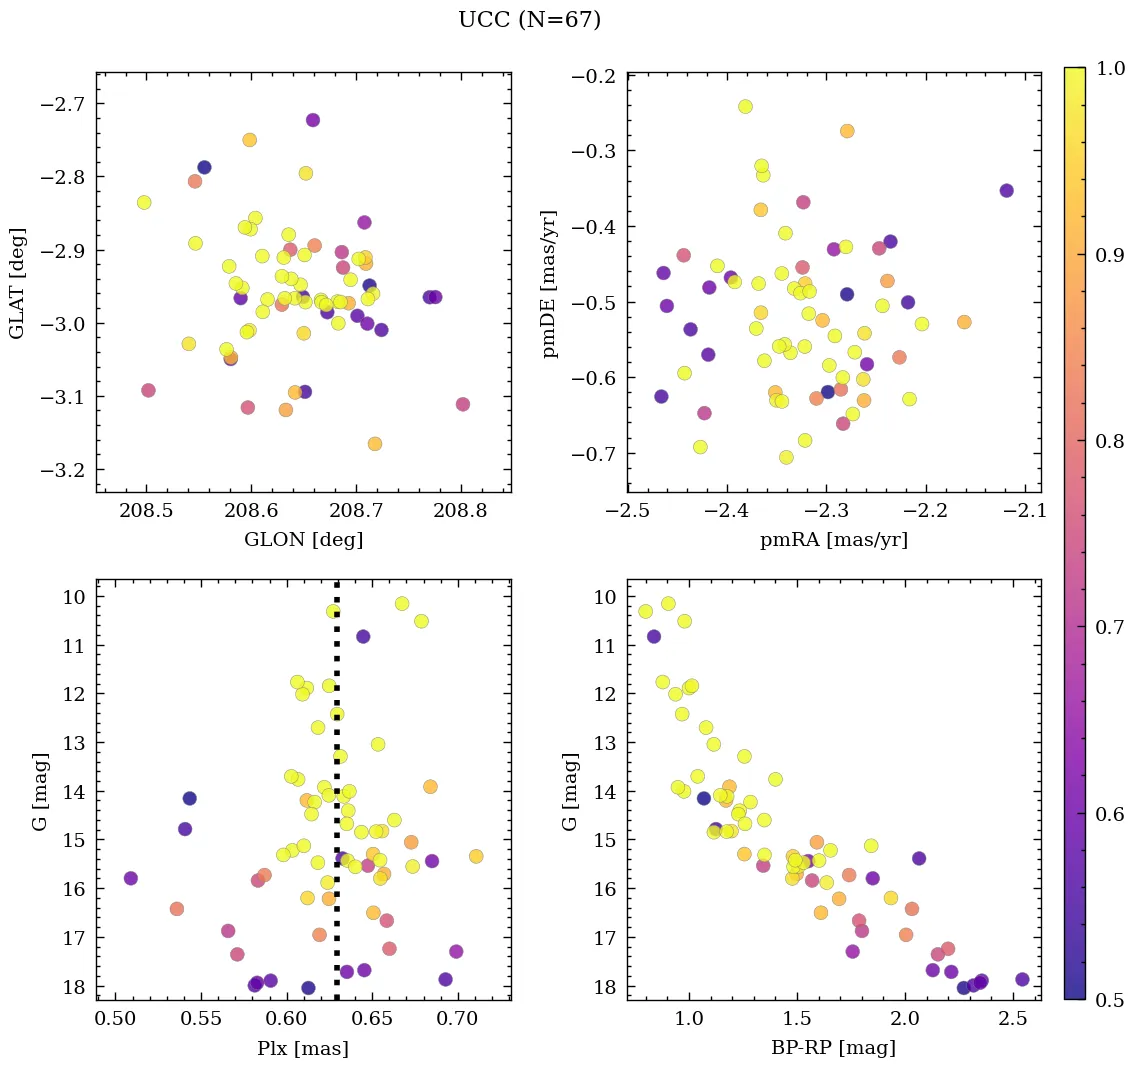 UCC (N=67)
−2.7
−2.8
−2.9
−3.0
−3.1
−3.2
GLAT [deg]
208.5 208.6 208.7 208.8
GLON [deg]
−0.2
−0.3
−0.4
−0.5
−0.6
−0.7
pmDE [mas/yr]
−2.5 −2.4 −2.3 −2.2 −2.1
pmRA [mas/yr]
10
11
12
13
14
15
16
17
18
G [mag]
0.50 0.55 0.60 0.65 0.70
Plx [mas]
10
11
12
13
14
15
16
17
18
G [mag]
1.0 1.5 2.0 2.5
BP-RP [mag]
1.0
0.9
0.8
0.7
0.6
0.5